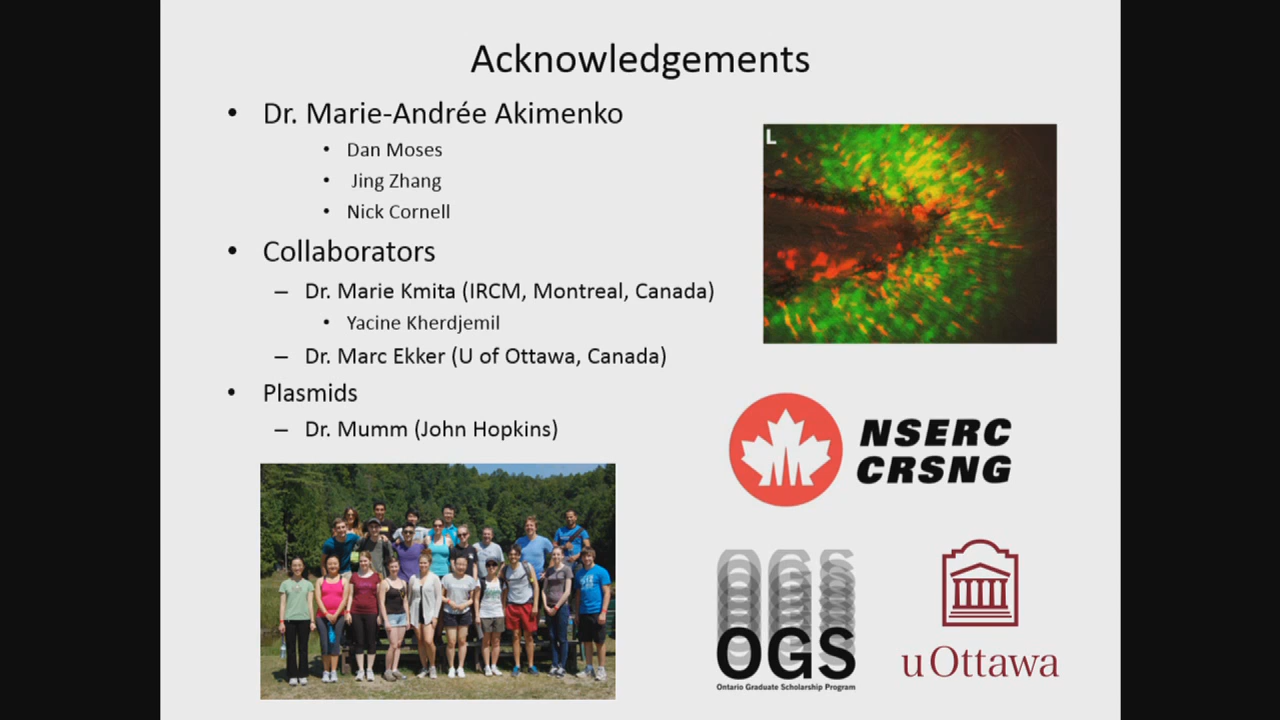 Acknowledgements
• Dr. Marie-Andrée Akimenko
• Dan Moses
• Jing Zhang
• Nick Cornell
• Collaborators
– Dr. Marie Kmita (IRCM, Montreal, Canada)
• Yacine Kherdjemil
– Dr. Marc Ekker (U of Ottawa, Canada)
• Plasmids
– Dr. Mumm (John Hopkins)
L
NSERC
CRSNG
OGS
Ontario Graduate Scholarship Program
uOttawa